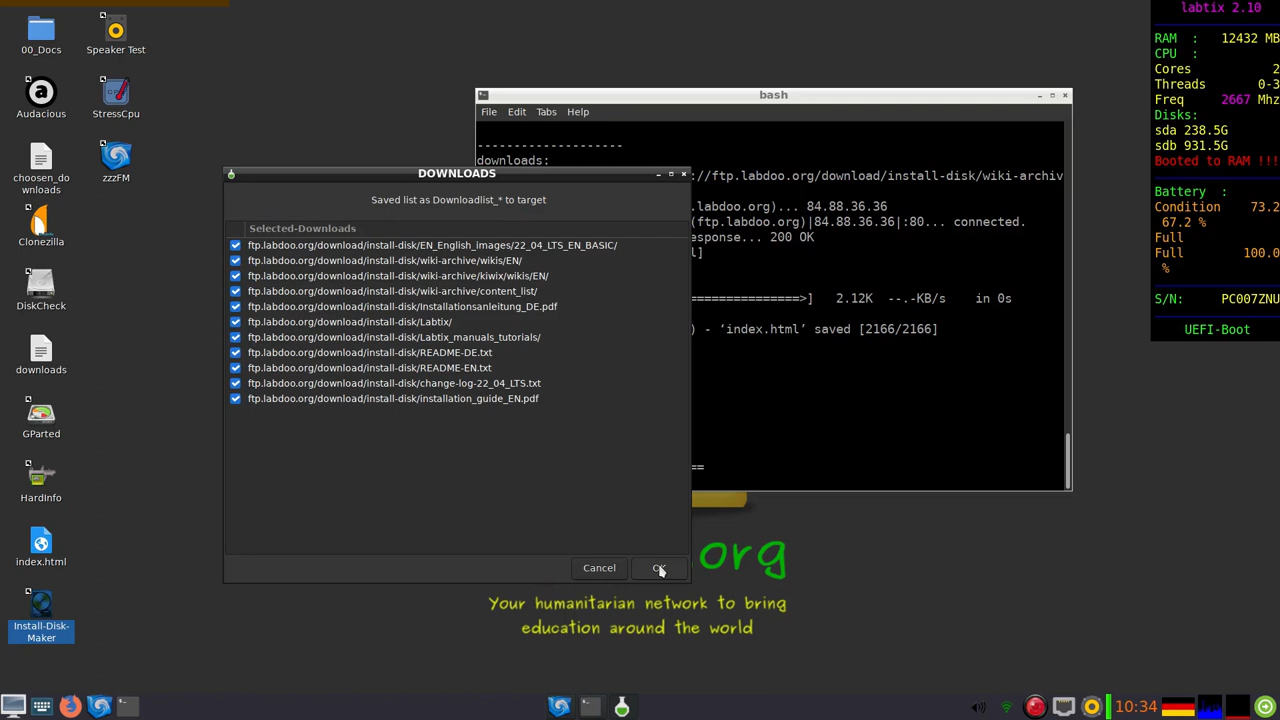 00_Docs
Speaker Test
Audacious
StressCpu
choosen_do
wnloads
zzzFM
Clonezilla
DiskCheck
downloads
GParted
HardInfo
index.html
Install-Disk-
Maker
bash
File Edit Tabs Help
--------------------
downloads:
://ftp.labdoo.org/download/install-disk/wiki-archiv
.labdoo.org)... 84.88.36.36
(ftp.labdoo.org)|84.88.36.36|:80... connected.
esponse... 200 OK
l]
===============>] 2.12K --.-KB/s in 0s
) - ‘index.html’ saved [2166/2166]
==
DOWNLOADS
Saved list as Downloadlist_* to target
Selected-Downloads
ftp.labdoo.org/download/install-disk/EN_English_images/22_04_LTS_EN_BASIC/
ftp.labdoo.org/download/install-disk/wiki-archive/wikis/EN/
ftp.labdoo.org/download/install-disk/wiki-archive/kiwix/wikis/EN/
ftp.labdoo.org/download/install-disk/wiki-archive/content_list/
ftp.labdoo.org/download/install-disk/Installationsanleitung_DE.pdf
ftp.labdoo.org/download/install-disk/Labtix/
ftp.labdoo.org/download/install-disk/Labtix_manuals_tutorials/
ftp.labdoo.org/download/install-disk/README-DE.txt
ftp.labdoo.org/download/install-disk/README-EN.txt
ftp.labdoo.org/download/install-disk/change-log-22_04_LTS.txt
ftp.labdoo.org/download/install-disk/installation_guide_EN.pdf
Cancel OK
org
Your humanitarian network to bring
education around the world
labtix 2.10
RAM : 12432 MB
CPU :
Cores 2
Threads 0-3
Freq 2667 Mhz
Disks:
sda 238.5G
sdb 931.5G
Booted to RAM !!!
Battery :
Condition 73.2
67.2 %
Full
Full 100.0
%
S/N: PC007ZNU
UEFI-Boot
10:34